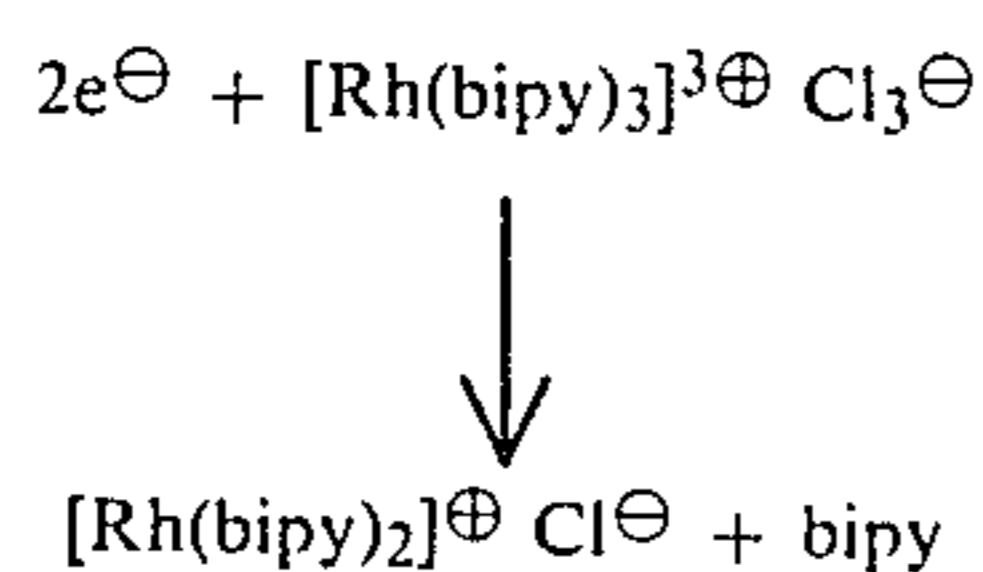 2e⊖ + [Rh(bipy)₃]³⊕ Cl₃⊖
[Rh(bipy)₂]⊕ Cl⊖ + bipy